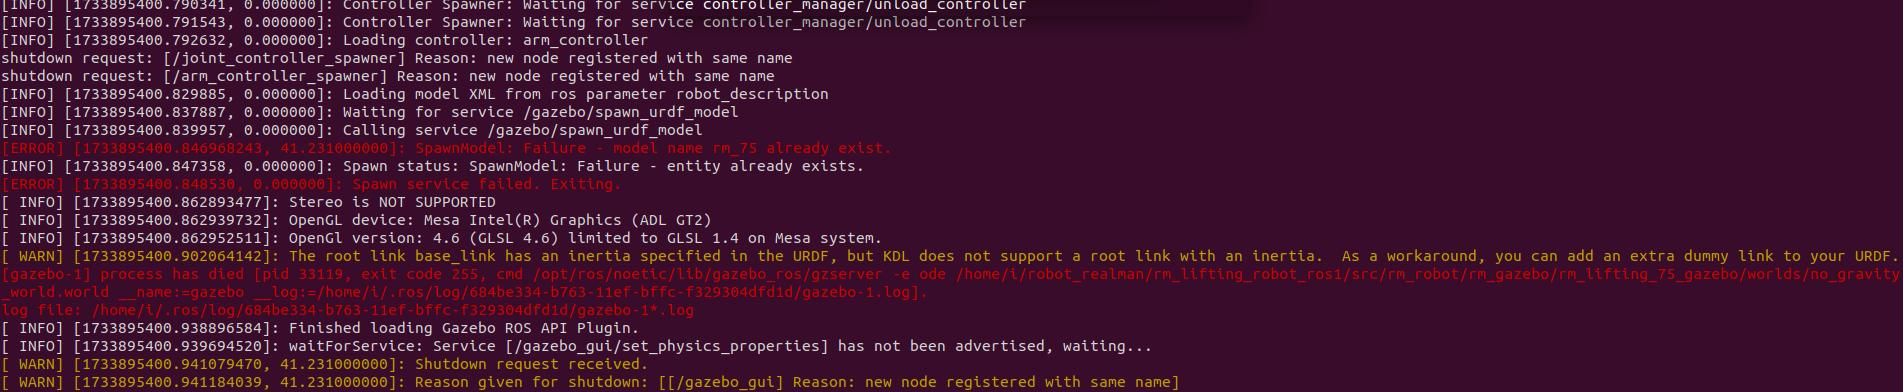 [INFO] [1733895400.790341, 0.000000]: Controller Spawner: Waiting for service controller_manager/unload_controller
[INFO] [1733895400.791543, 0.000000]: Controller Spawner: Waiting for service controller_manager/unload_controller
[INFO] [1733895400.792632, 0.000000]: Loading controller: arm_controller
shutdown request: [/joint_controller_spawner] Reason: new node registered with same name
shutdown request: [/arm_controller_spawner] Reason: new node registered with same name
[INFO] [1733895400.829885, 0.000000]: Loading model XML from ros parameter robot_description
[INFO] [1733895400.837887, 0.000000]: Waiting for service /gazebo/spawn_urdf_model
[INFO] [1733895400.839957, 0.000000]: Calling service /gazebo/spawn_urdf_model
[ERROR] [1733895400.846968243, 41.231000000]: SpawnModel: Failure - model name rm_75 already exist.
[INFO] [1733895400.847358, 0.000000]: Spawn status: SpawnModel: Failure - entity already exists.
[ERROR] [1733895400.848530, 0.000000]: Spawn service failed. Exiting.
[ INFO] [1733895400.862893477]: Stereo is NOT SUPPORTED
[ INFO] [1733895400.862939732]: OpenGL device: Mesa Intel(R) Graphics (ADL GT2)
[ INFO] [1733895400.862952511]: OpenGl version: 4.6 (GLSL 4.6) limited to GLSL 1.4 on Mesa system.
[ WARN] [1733895400.902064142]: The root link base_link has an inertia specified in the URDF, but KDL does not support a root link with an inertia.  As a workaround, you can add an extra dummy link to your URDF.
[gazebo-1] process has died [pid 33119, exit code 255, cmd /opt/ros/noetic/lib/gazebo_ros/gzserver -e ode /home/i/robot_realman/rm_lifting_robot_ros1/src/rm_robot/rm_gazebo/rm_lifting_75_gazebo/worlds/no_gravity
_world.world __name:=gazebo __log:=/home/i/.ros/log/684be334-b763-11ef-bffc-f329304dfd1d/gazebo-1.log].
log file: /home/i/.ros/log/684be334-b763-11ef-bffc-f329304dfd1d/gazebo-1*.log
[ INFO] [1733895400.938896584]: Finished loading Gazebo ROS API Plugin.
[ INFO] [1733895400.939694520]: waitForService: Service [/gazebo_gui/set_physics_properties] has not been advertised, waiting...
[ WARN] [1733895400.941079470, 41.231000000]: Shutdown request received.
[ WARN] [1733895400.941184039, 41.231000000]: Reason given for shutdown: [[/gazebo_gui] Reason: new node registered with same name]